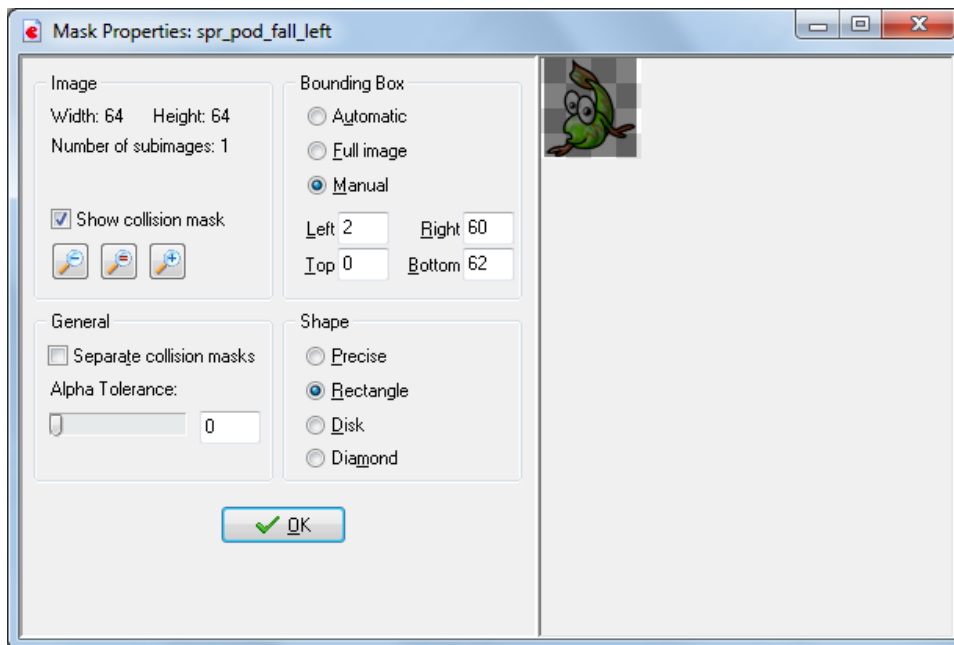 Mask Properties: spr_pod_fall_left
Image
Width: 64 Height: 64
Number of subimages: 1
Show collision mask
Bounding Box
Automatic
Full image
Manual
Left 2 Right 60
Top 0 Bottom 62
General
Separate collision masks
Alpha Tolerance:
0
Shape
Precise
Rectangle
Disk
Diamond
OK